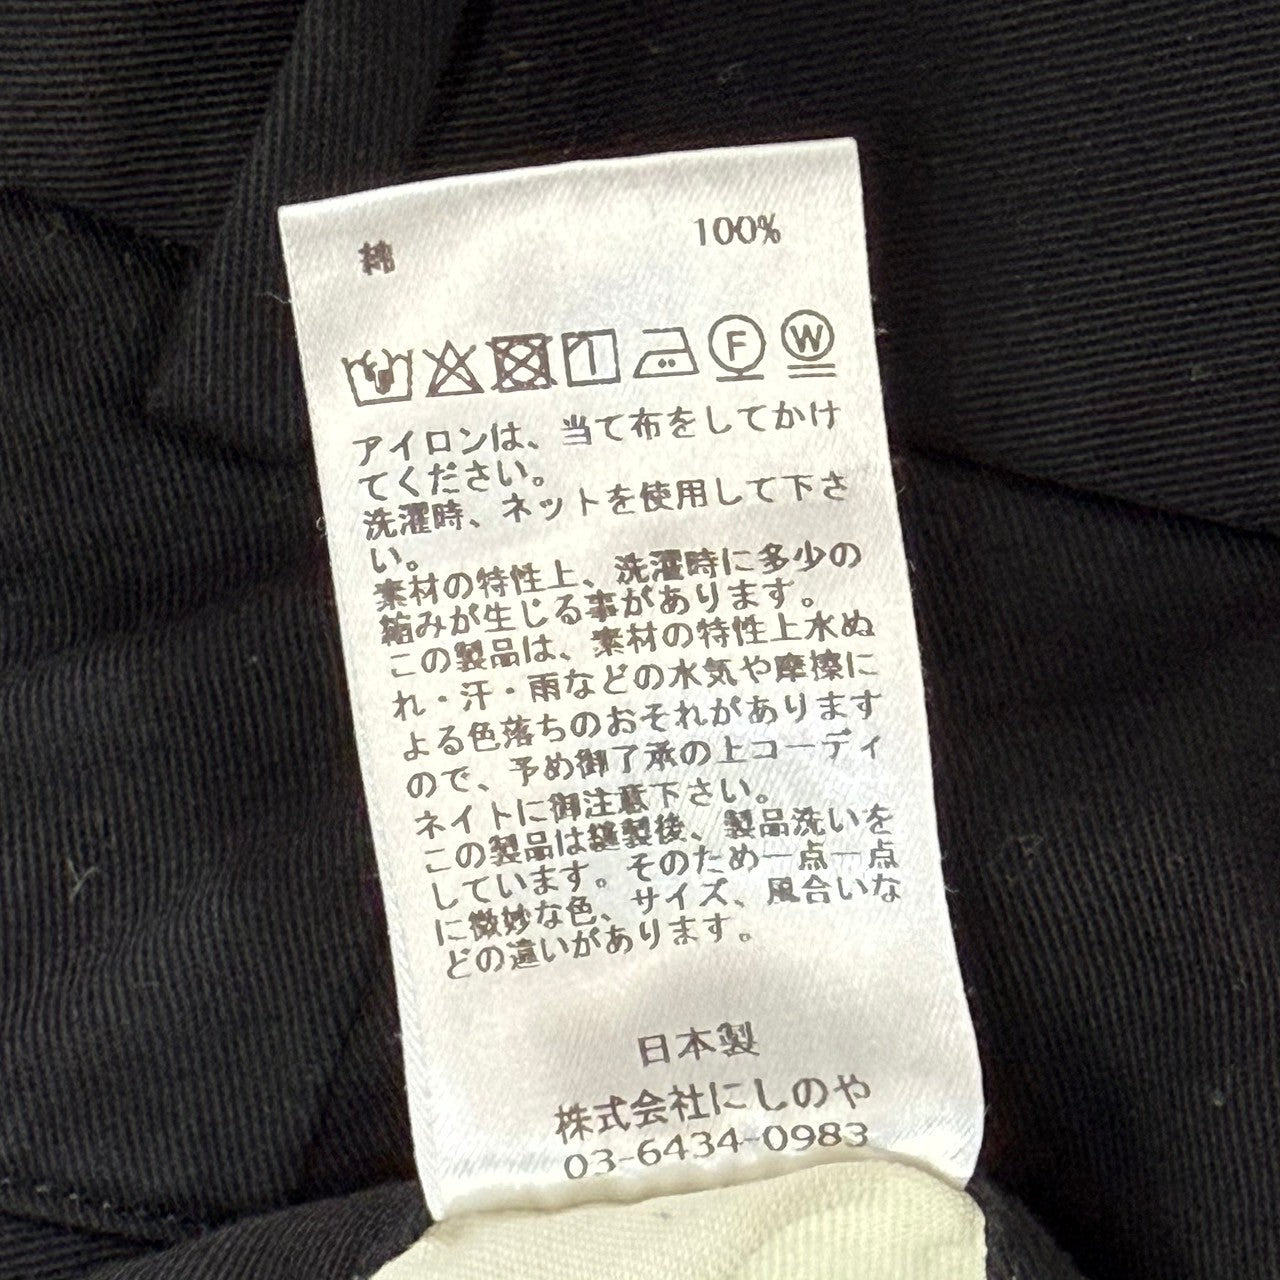 綿 100%
F W
アイロンは、当て布をしてかけ
てください。
洗濯時、ネットを使用して下さ
い。
素材の特性上、洗濯時に多少の
縮みが生じる事があります。
この製品は、素材の特性上水ぬ
れ・汗・雨などの水気や摩擦に
よる色落ちのおそれがあります
ので、予め御了承の上コーディ
ネイトに御注意下さい。
この製品は縫製後、製品洗いを
しています。そのため一点一点
に微妙な色、サイズ、風合いな
どの違いがあります。
日本製
株式会社にしのや
03-6434-0983